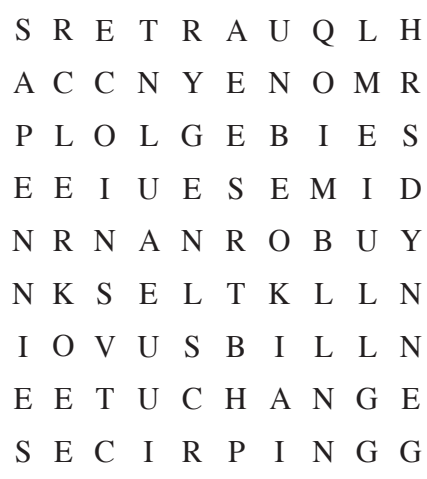 S R E T R A U Q L H
A C C N Y E N O M R
P L O L G E B I E S
E E I U E S E M I D
N R N A N R O B U Y
N K S E L T K L L N
I O V U S B I L L N
E E T U C H A N G E
S E C I R P I N G G